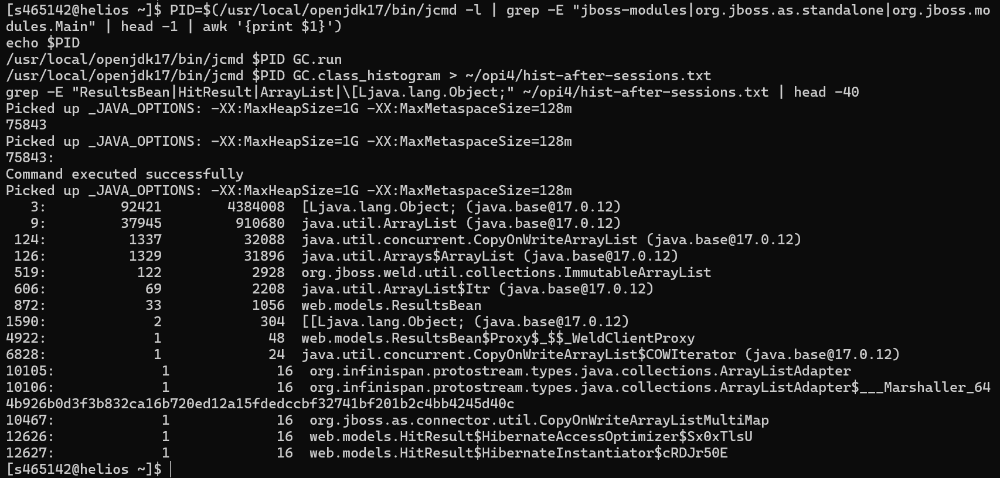 [s465142@helios ~]$ PID=$(/usr/local/openjdk17/bin/jcmd -l | grep -E "jboss-modules|org.jboss.as.standalone|org.jboss.mo
dules.Main" | head -1 | awk '{print $1}')
echo $PID
/usr/local/openjdk17/bin/jcmd $PID GC.run
/usr/local/openjdk17/bin/jcmd $PID GC.class_histogram > ~/opi4/hist-after-sessions.txt
grep -E "ResultsBean|HitResult|ArrayList|\[Ljava.lang.Object;" ~/opi4/hist-after-sessions.txt | head -40
Picked up _JAVA_OPTIONS: -XX:MaxHeapSize=1G -XX:MaxMetaspaceSize=128m
75843
Picked up _JAVA_OPTIONS: -XX:MaxHeapSize=1G -XX:MaxMetaspaceSize=128m
75843:
Command executed successfully
Picked up _JAVA_OPTIONS: -XX:MaxHeapSize=1G -XX:MaxMetaspaceSize=128m
   3:         92421        4384008  [Ljava.lang.Object; (java.base@17.0.12)
   9:         37945         910680  java.util.ArrayList (java.base@17.0.12)
 124:          1337          32088  java.util.concurrent.CopyOnWriteArrayList (java.base@17.0.12)
 126:          1329          31896  java.util.Arrays$ArrayList (java.base@17.0.12)
 519:           122           2928  org.jboss.weld.util.collections.ImmutableArrayList
 606:            69           2208  java.util.ArrayList$Itr (java.base@17.0.12)
 872:            33           1056  web.models.ResultsBean
1590:             2            304  [[Ljava.lang.Object; (java.base@17.0.12)
4922:             1             48  web.models.ResultsBean$Proxy$_$$_WeldClientProxy
6828:             1             24  java.util.concurrent.CopyOnWriteArrayList$COWIterator (java.base@17.0.12)
10105:             1             16  org.infinispan.protostream.types.java.collections.ArrayListAdapter
10106:             1             16  org.infinispan.protostream.types.java.collections.ArrayListAdapter$___Marshaller_64
4b926b0d3f3b832ca16b720ed12a15fdedccbf32741bf201b2c4bb4245d40c
10467:             1             16  org.jboss.as.connector.util.CopyOnWriteArrayListMultiMap
12626:             1             16  web.models.HitResult$HibernateAccessOptimizer$Sx0xTlsU
12627:             1             16  web.models.HitResult$HibernateInstantiator$cRDJr50E
[s465142@helios ~]$